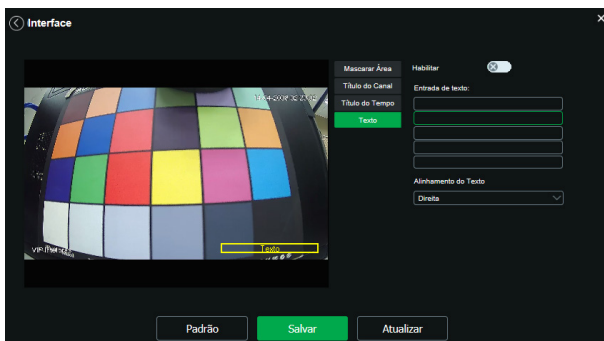 Interface
Mascarar Área
Título do Canal
Título do Tempo
Texto
Habilitar
Entrada de texto:
Alinhamento do Texto
Direita
Texto
Padrão
Salvar
Atualizar